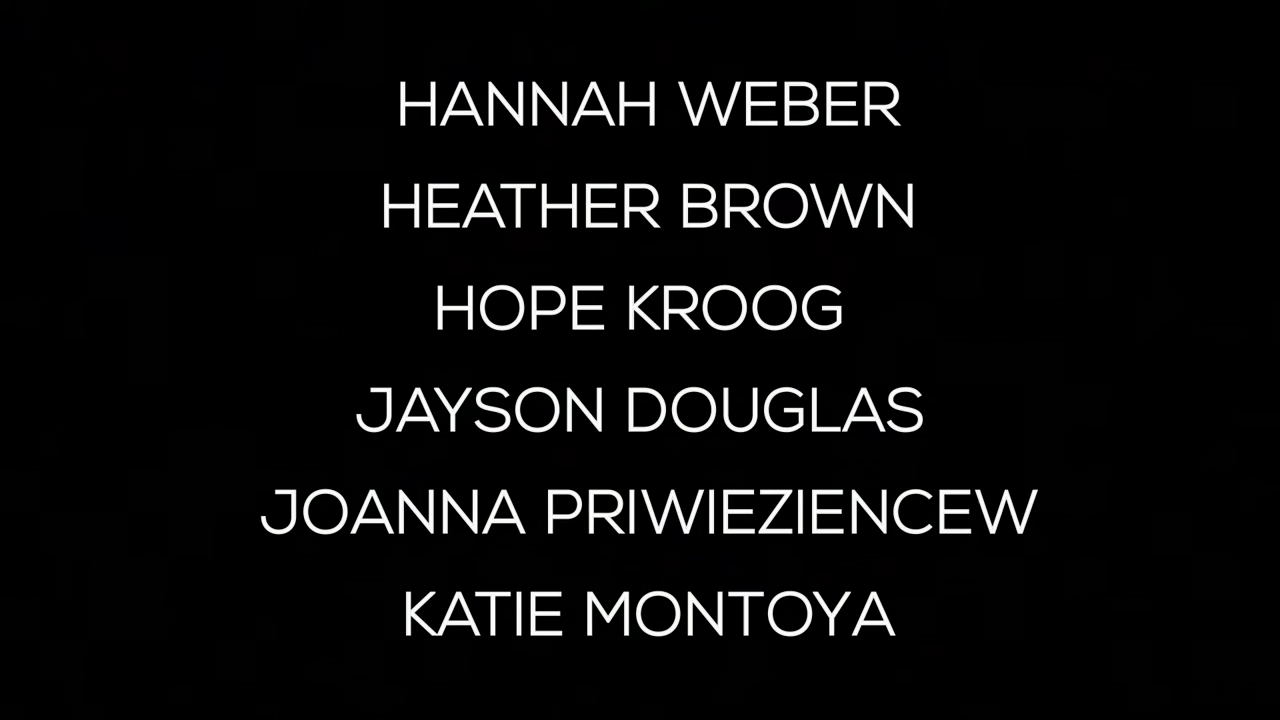 HANNAH WEBER
HEATHER BROWN
HOPE KROOG
JAYSON DOUGLAS
JOANNA PRIWIEZIENCEW
KATIE MONTOYA